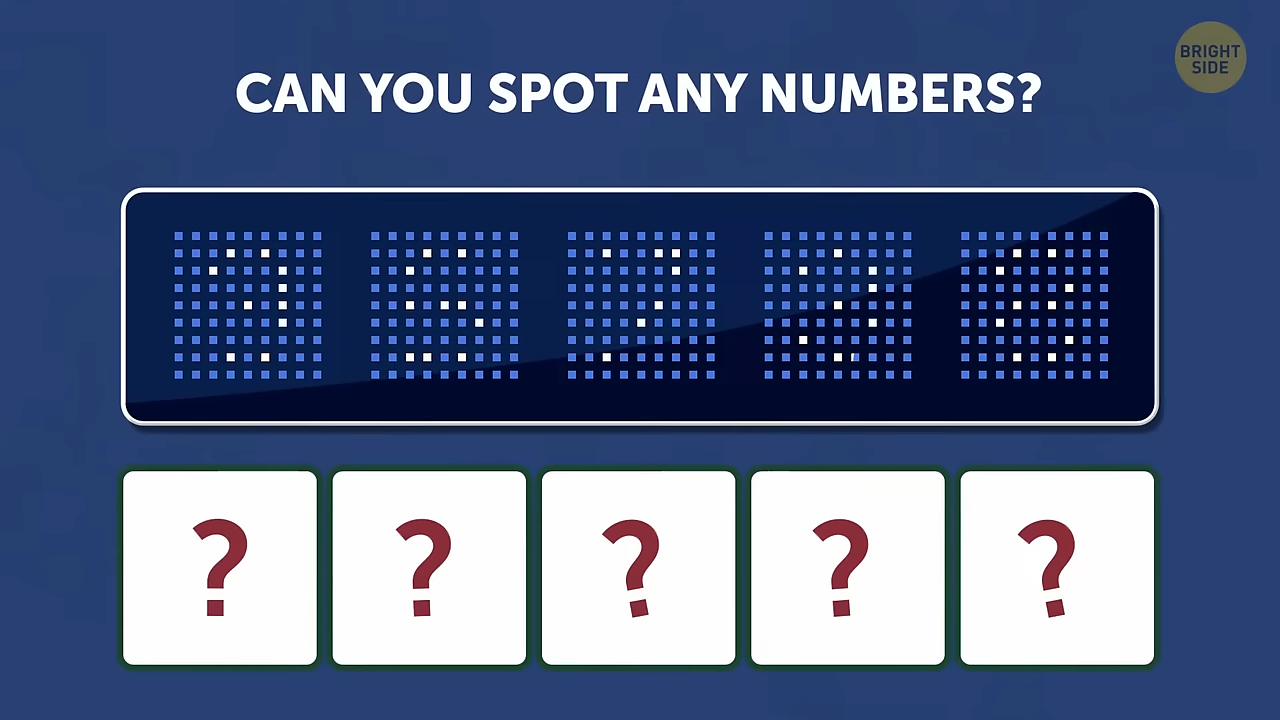 BRIGHT
SIDE
CAN YOU SPOT ANY NUMBERS?
? ? ? ? ?